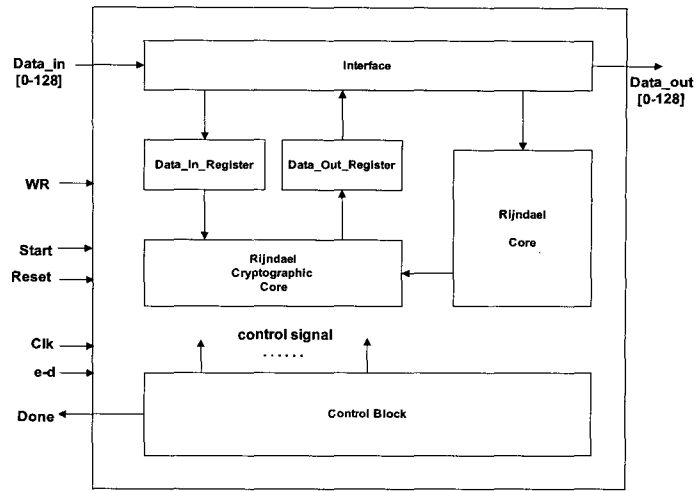 Data_in
[0-128]
Interface
Data_out
[0-128]
Data_In_Register
Data_Out_Register
WR
Rijndael
Core
Start
Reset
Rijndael
Cryptographic
Core
control signal
......
Clk
e-d
Done
Control Block